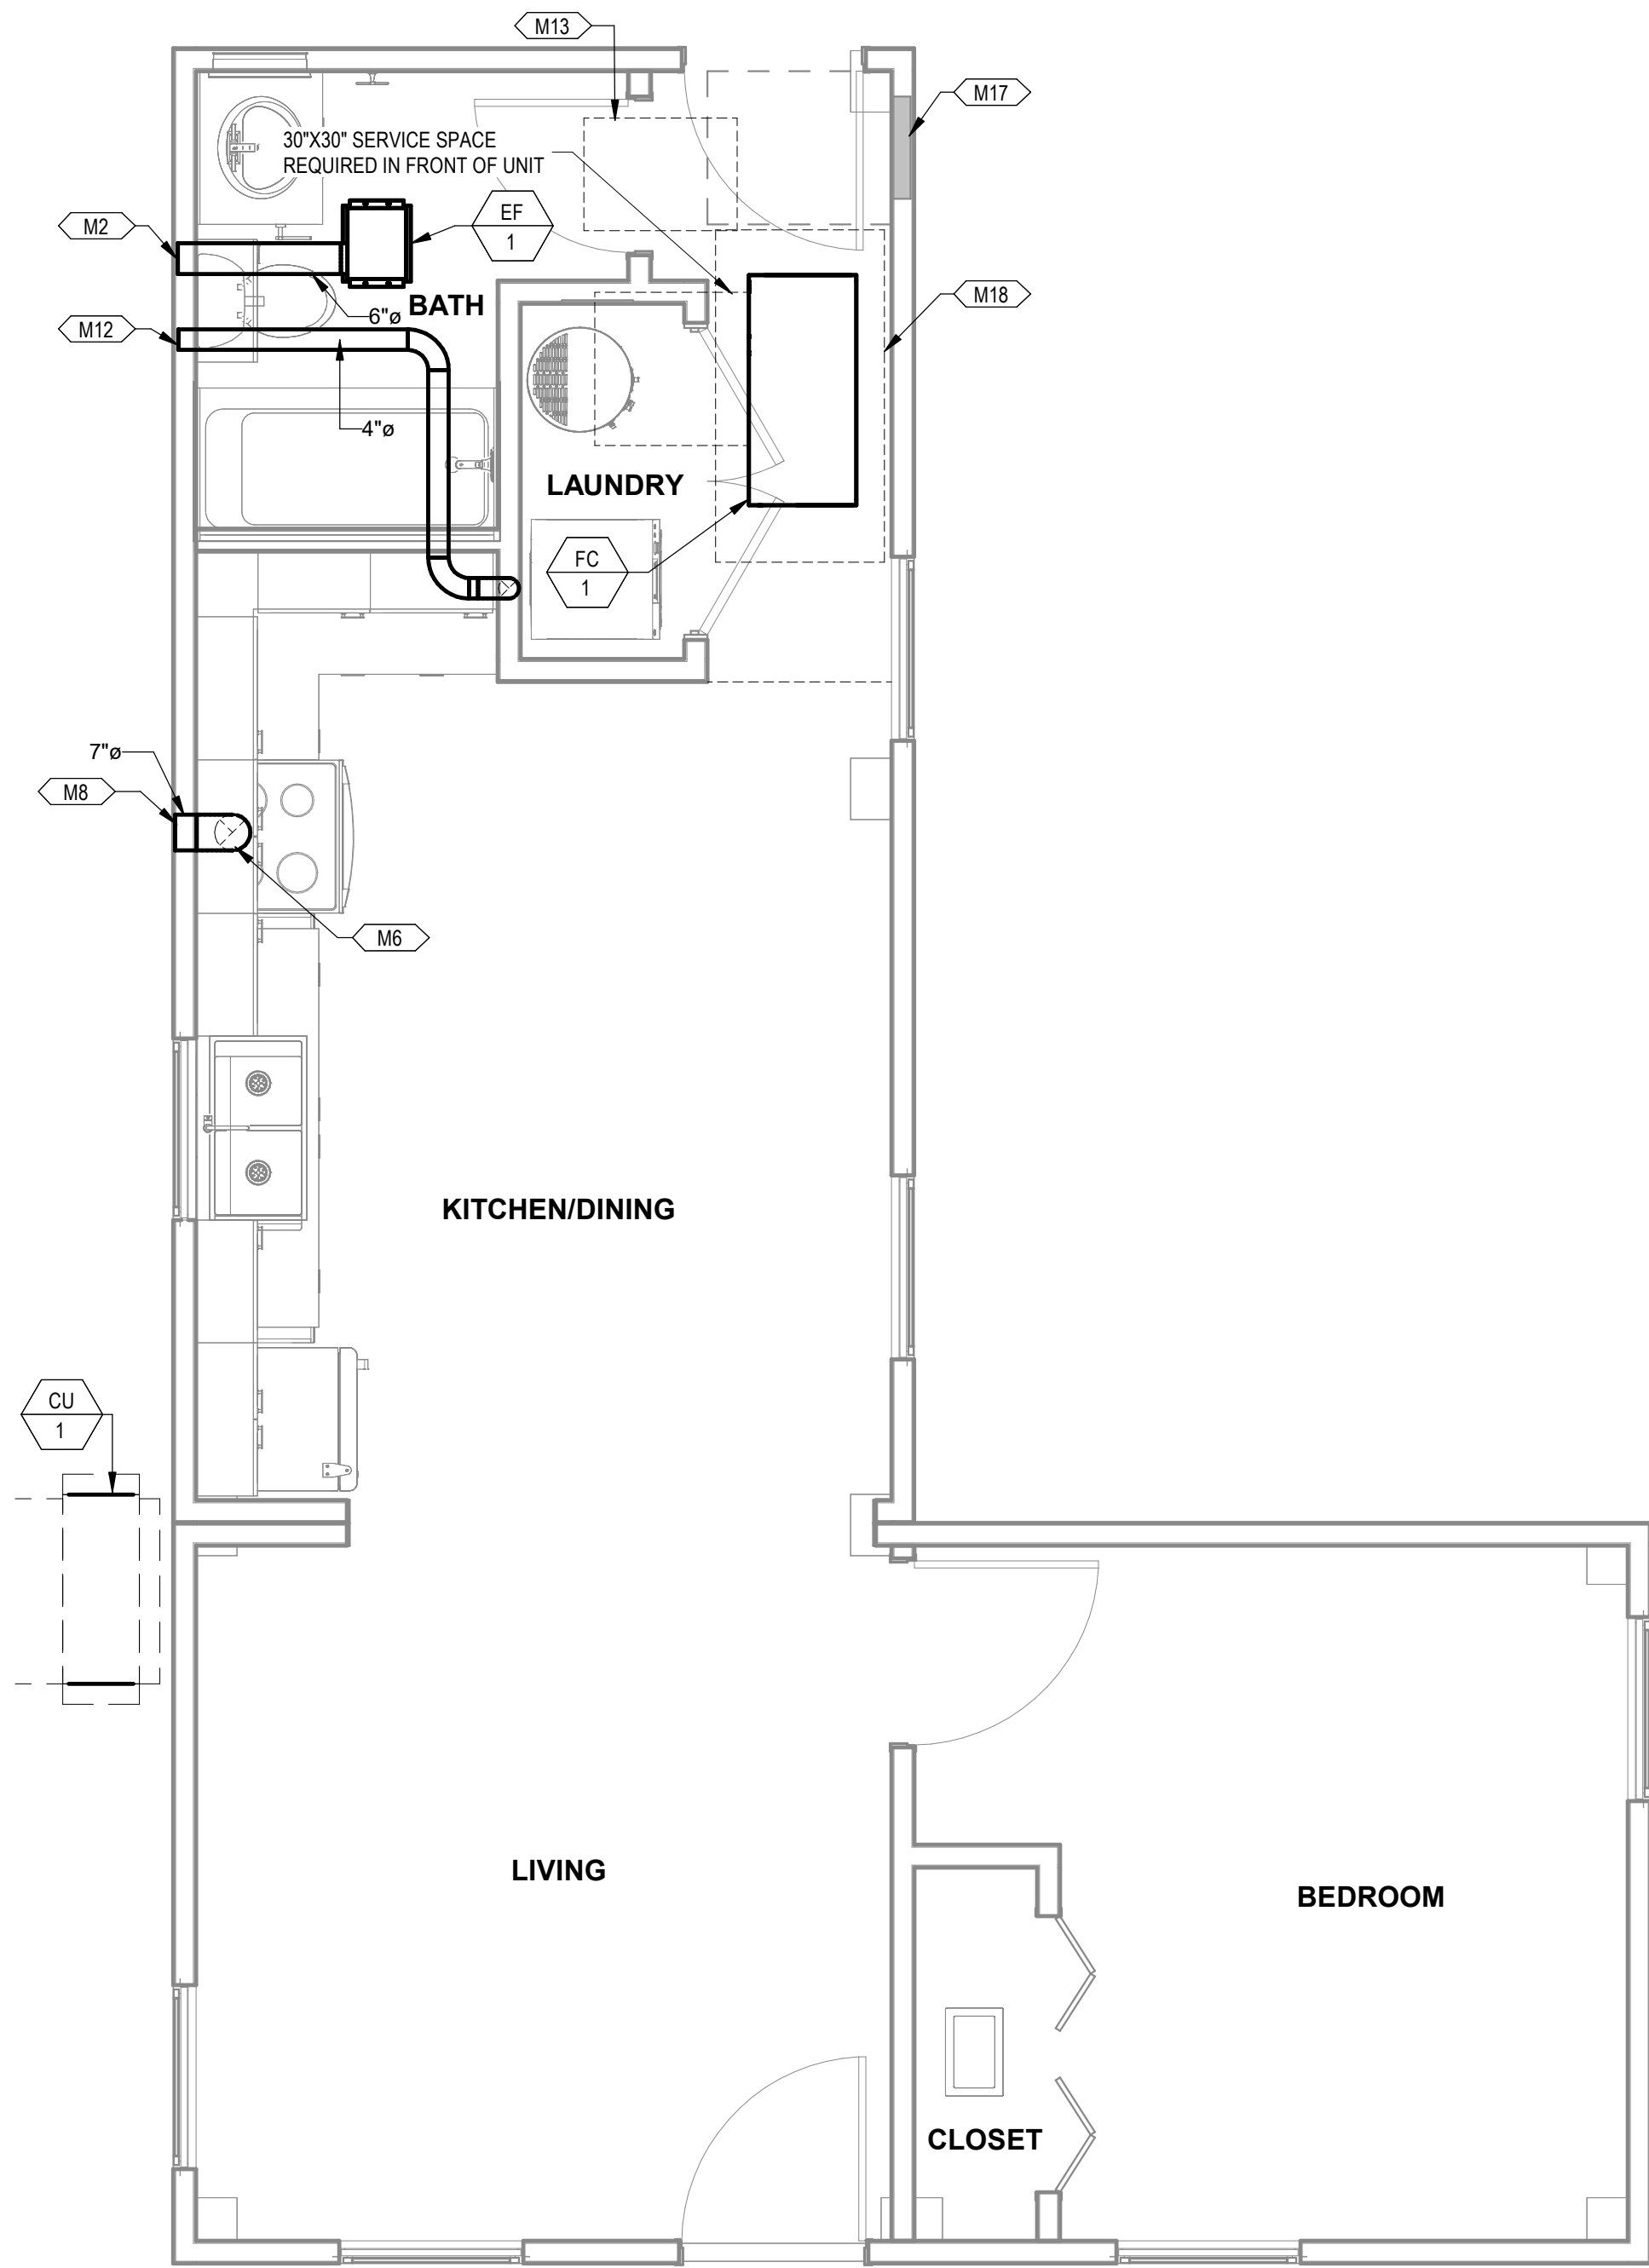 M13
M17
30"X30" SERVICE SPACE
REQUIRED IN FRONT OF UNIT
EF
1
M2
M18
BATH
6"ø
M12
4"ø
LAUNDRY
FC
1
7"ø
M8
M6
KITCHEN/DINING
CU
1
LIVING
BEDROOM
CLOSET